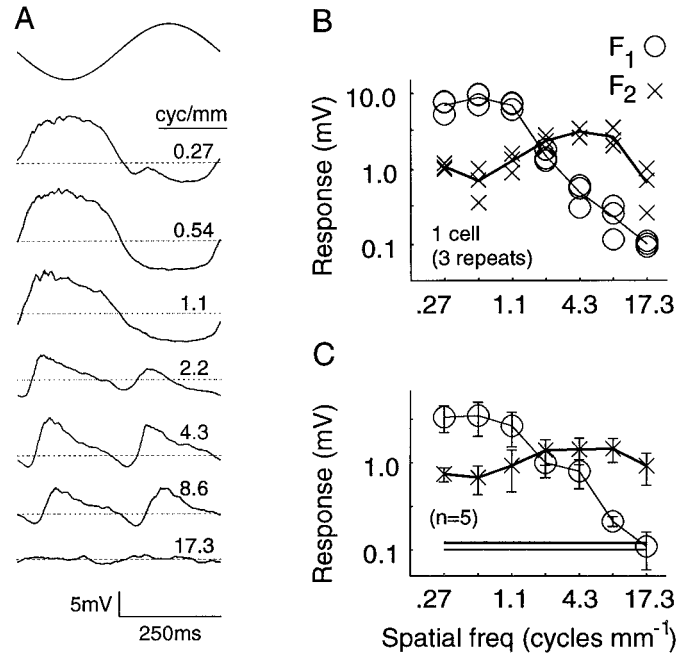 A
cyc/mm
0.27
0.54
1.1
2.2
4.3
8.6
17.3
5mV
250ms
B
F1
F2
Response (mV)
10.0
1.0
0.1
1 cell
(3 repeats)
.27 1.1 4.3 17.3
C
Response (mV)
1.0
0.1
(n=5)
.27 1.1 4.3 17.3
Spatial freq (cycles mm⁻¹)